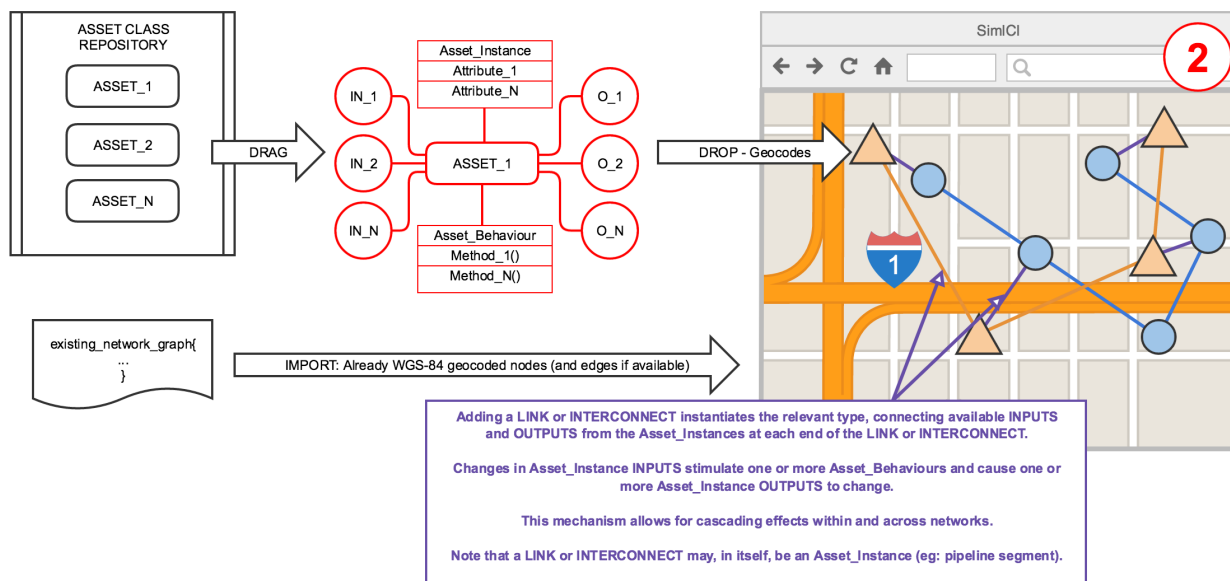 ASSET CLASS
REPOSITORY
ASSET_1
ASSET_2
ASSET_N
DRAG
Asset_Instance
Attribute_1
Attribute_N
IN_1
IN_2
IN_N
ASSET_1
O_1
O_2
O_N
Asset_Behaviour
Method_1()
Method_N()
DROP - Geocodes
SimICI
2
1
existing_network_graph{
...
}
IMPORT: Already WGS-84 geocoded nodes (and edges if available)
Adding a LINK or INTERCONNECT instantiates the relevant type, connecting available INPUTS
and OUTPUTS from the Asset_Instances at each end of the LINK or INTERCONNECT.
Changes in Asset_Instance INPUTS stimulate one or more Asset_Behaviours and cause one or
more Asset_Instance OUTPUTS to change.
This mechanism allows for cascading effects within and across networks.
Note that a LINK or INTERCONNECT may, in itself, be an Asset_Instance (eg: pipeline segment).